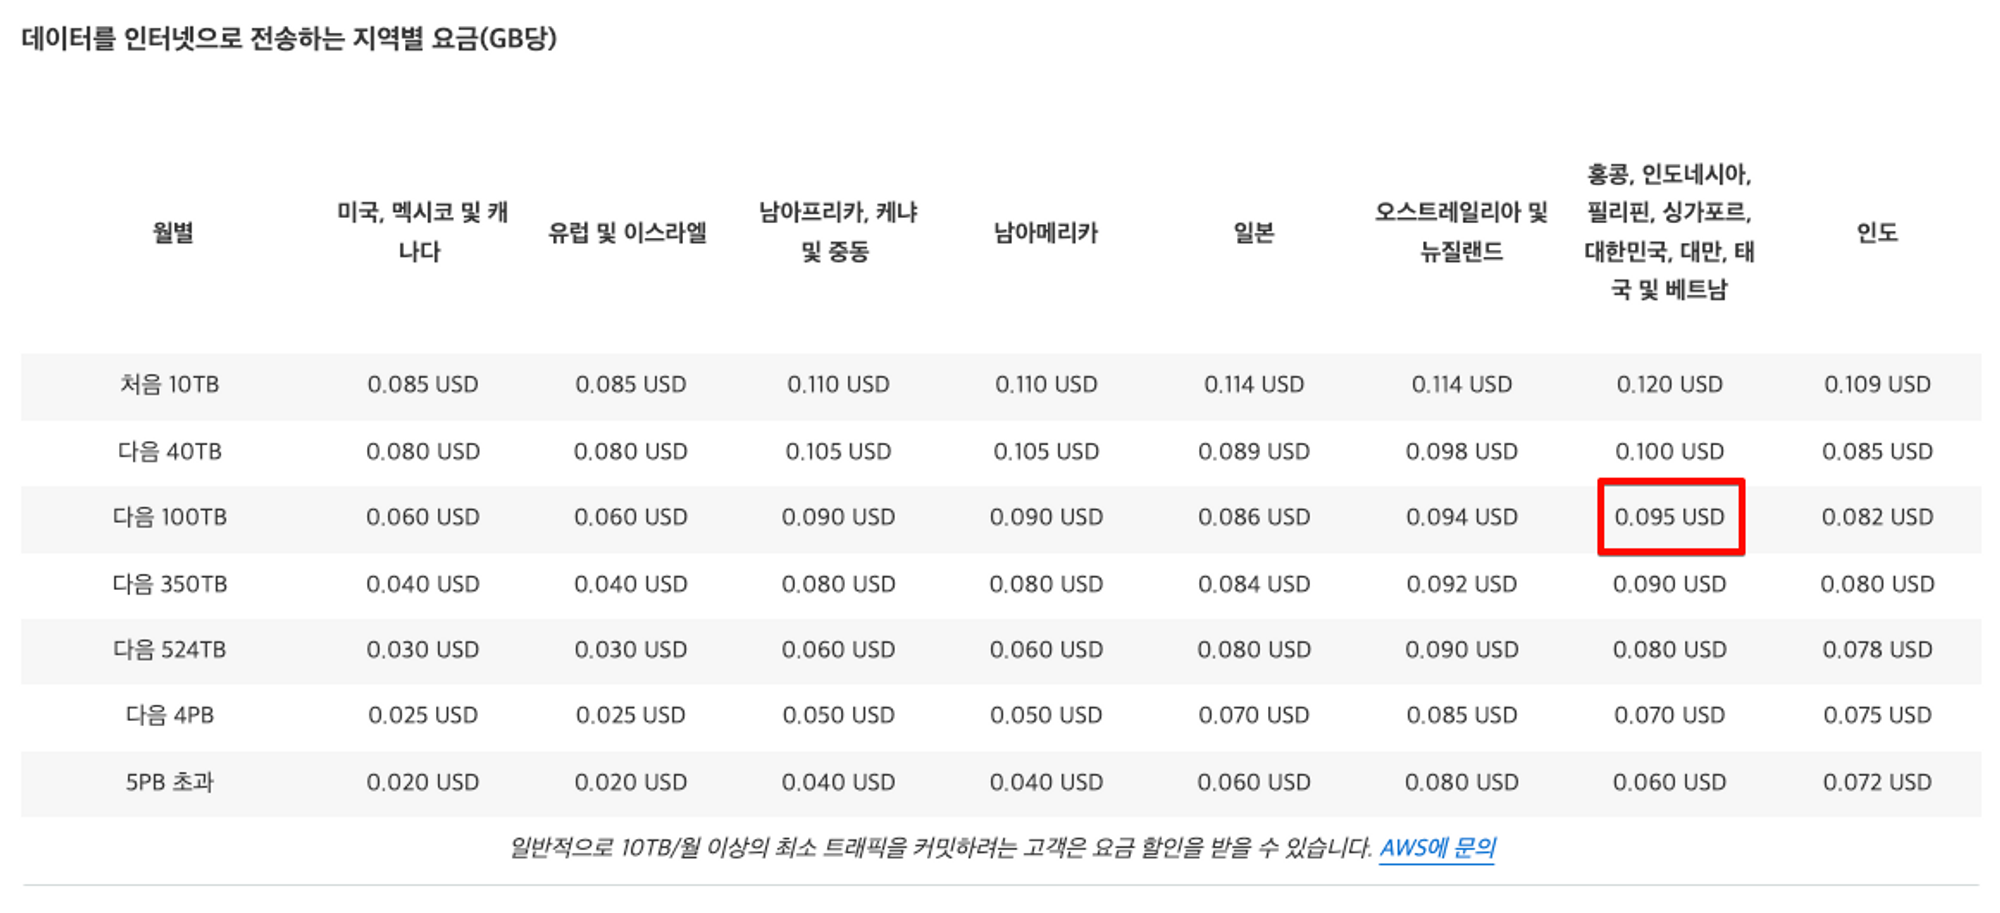 데이터를 인터넷으로 전송하는 지역별 요금(GB당)
월별 미국, 멕시코 및 캐나다 유럽 및 이스라엘 남아프리카, 케냐 및 중동 남아메리카 일본 오스트레일리아 및 뉴질랜드 홍콩, 인도네시아, 필리핀, 싱가포르, 대한민국, 대만, 태국 및 베트남 인도
처음 10TB 0.085 USD 0.085 USD 0.110 USD 0.110 USD 0.114 USD 0.114 USD 0.120 USD 0.109 USD
다음 40TB 0.080 USD 0.080 USD 0.105 USD 0.105 USD 0.089 USD 0.098 USD 0.100 USD 0.085 USD
다음 100TB 0.060 USD 0.060 USD 0.090 USD 0.090 USD 0.086 USD 0.094 USD 0.095 USD 0.082 USD
다음 350TB 0.040 USD 0.040 USD 0.080 USD 0.080 USD 0.084 USD 0.092 USD 0.090 USD 0.080 USD
다음 524TB 0.030 USD 0.030 USD 0.060 USD 0.060 USD 0.080 USD 0.090 USD 0.080 USD 0.078 USD
다음 4PB 0.025 USD 0.025 USD 0.050 USD 0.050 USD 0.070 USD 0.085 USD 0.070 USD 0.075 USD
5PB 초과 0.020 USD 0.020 USD 0.040 USD 0.040 USD 0.060 USD 0.080 USD 0.060 USD 0.072 USD
일반적으로 10TB/월 이상의 최소 트래픽을 커밋하려는 고객은 요금 할인을 받을 수 있습니다. AWS에 문의